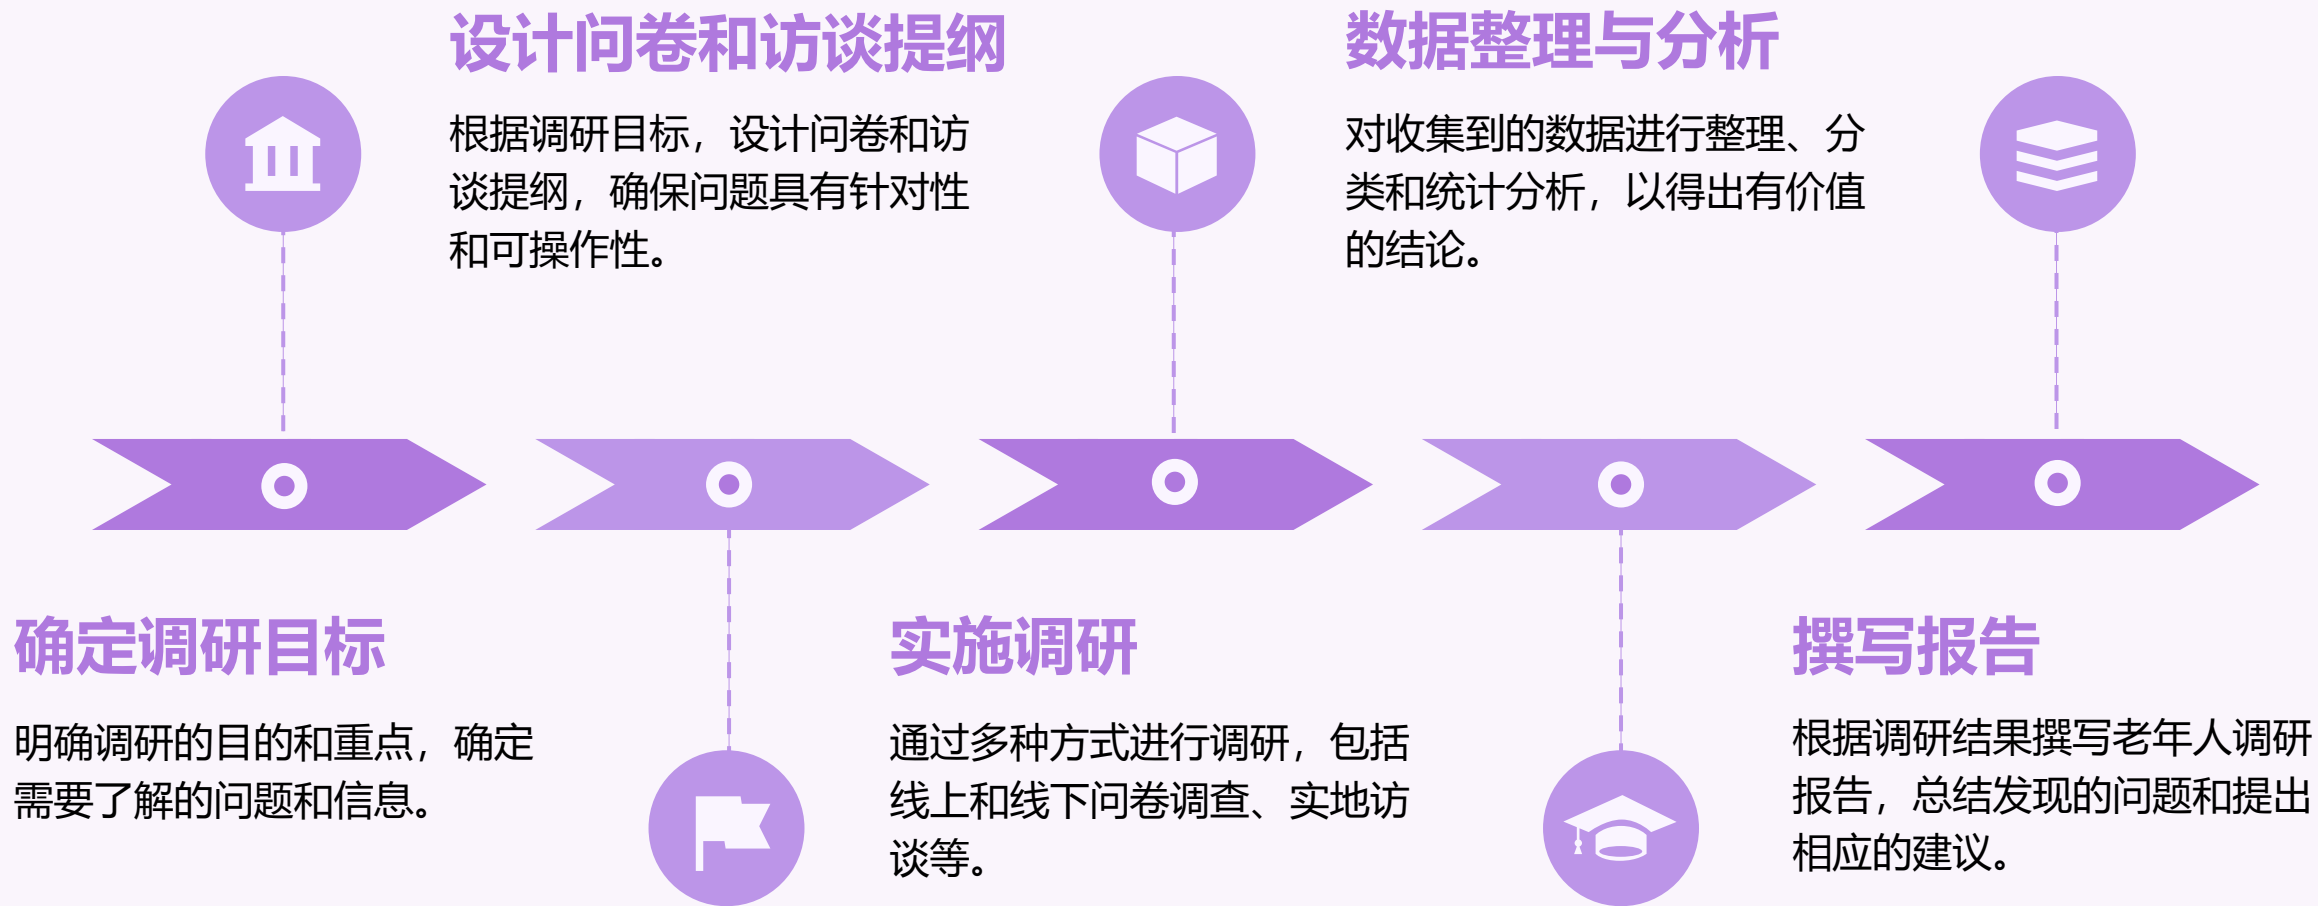 确定调研目标
明确调研的目的和重点，确定
需要了解的问题和信息。
设计问卷和访谈提纲
根据调研目标，设计问卷和访
谈提纲，确保问题具有针对性
和可操作性。
实施调研
通过多种方式进行调研，包括
线上和线下问卷调查、实地访
谈等。
数据整理与分析
对收集到的数据进行整理、分
类和统计分析，以得出有价值
的结论。
撰写报告
根据调研结果撰写老年人调研
报告，总结发现的问题和提出
相应的建议。